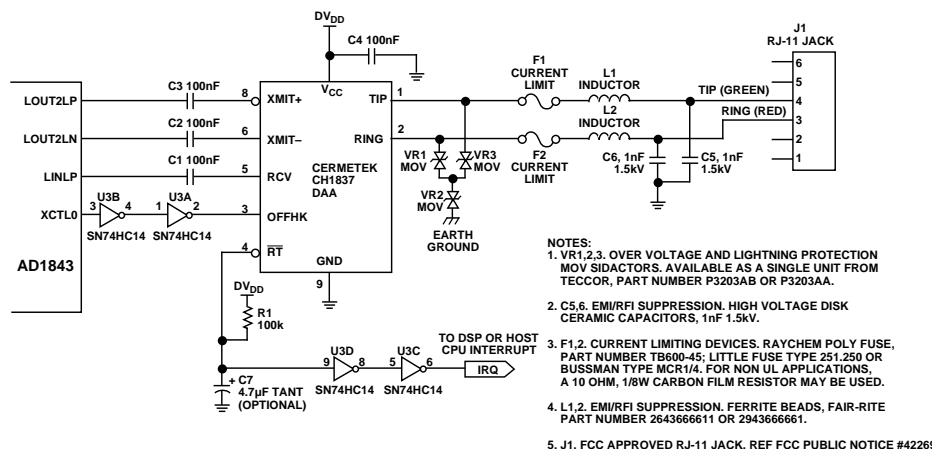 DVDD
C4 100nF
J1
RJ-11 JACK
F1
CURRENT
LIMIT
L1
INDUCTOR
6
5
4
3
2
1
TIP (GREEN)
RING (RED)
C3 100nF
LOUT2LP
8
XMIT+
VCC
TIP
1
L2
INDUCTOR
C2 100nF
LOUT2LN
6
XMIT–
RING
2
CERMETEK
CH1837
DAA
VR1
MOV
VR3
MOV
F2
CURRENT
LIMIT
C6, 1nF
1.5kV
C5, 1nF
1.5kV
C1 100nF
LINLP
5
RCV
U3B
U3A
XCTL0
3
4
1
2
3
OFFHK
SN74HC14
SN74HC14
VR2
MOV
EARTH
GROUND
4
RT
GND
9
AD1843
DVDD
R1
100k
TO DSP OR HOST
CPU INTERRUPT
U3D
U3C
9
8
5
6
IRQ
SN74HC14
SN74HC14
+ C7
4.7µF TANT
(OPTIONAL)
NOTES:
1. VR1,2,3. OVER VOLTAGE AND LIGHTNING PROTECTION
MOV SIDACTORS. AVAILABLE AS A SINGLE UNIT FROM
TECCOR, PART NUMBER P3203AB OR P3203AA.
2. C5,6. EMI/RFI SUPPRESSION. HIGH VOLTAGE DISK
CERAMIC CAPACITORS, 1nF 1.5kV.
3. F1,2. CURRENT LIMITING DEVICES. RAYCHEM POLY FUSE,
PART NUMBER TB600-45; LITTLE FUSE TYPE 251.250 OR
BUSSMAN TYPE MCR1/4. FOR NON UL APPLICATIONS,
A 10 OHM, 1/8W CARBON FILM RESISTOR MAY BE USED.
4. L1,2. EMI/RFI SUPPRESSION. FERRITE BEADS, FAIR-RITE
PART NUMBER 2643666611 OR 2943666661.
5. J1. FCC APPROVED RJ-11 JACK. REF FCC PUBLIC NOTICE #42269